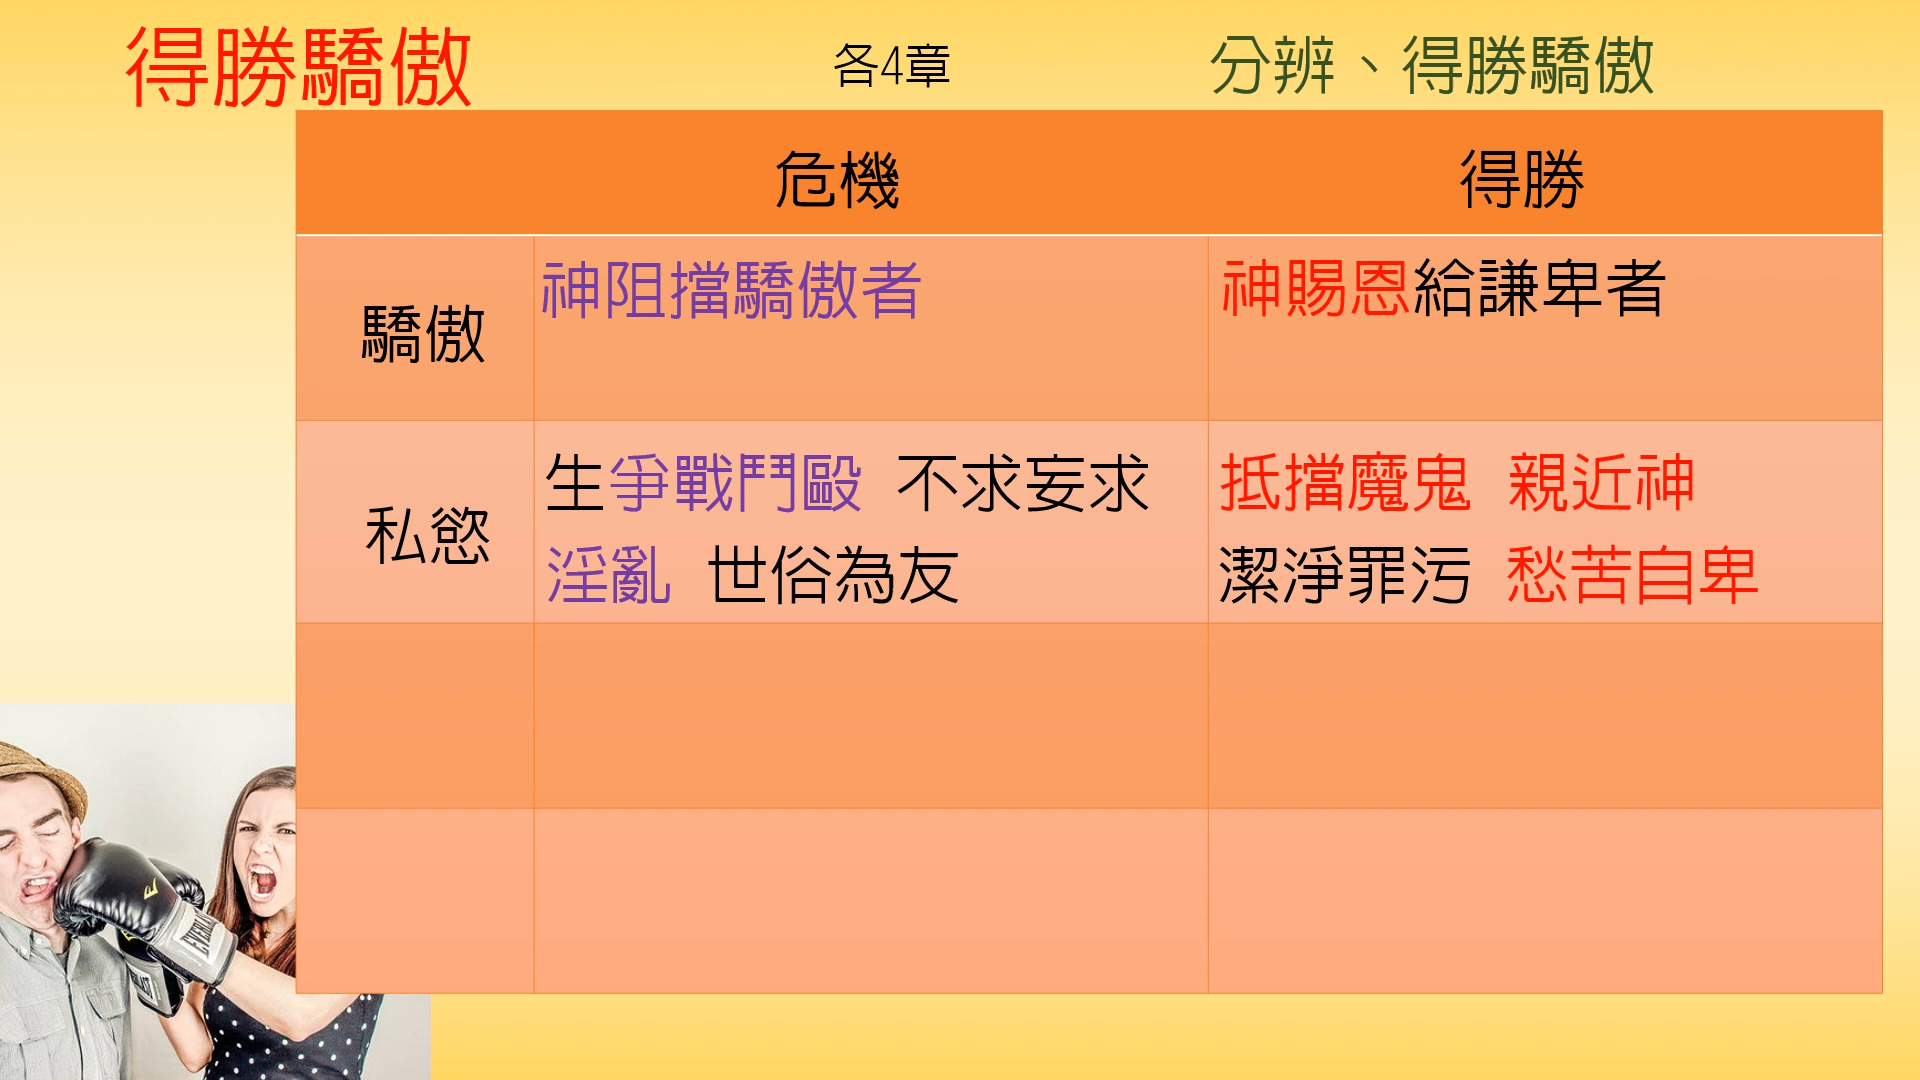 得勝驕傲
各4章
分辨、得勝驕傲
危機 得勝
驕傲
神阻擋驕傲者
神賜恩給謙卑者
私慾
生爭戰鬥毆 不求妄求
淫亂 世俗為友
抵擋魔鬼 親近神
潔淨罪污 愁苦自卑